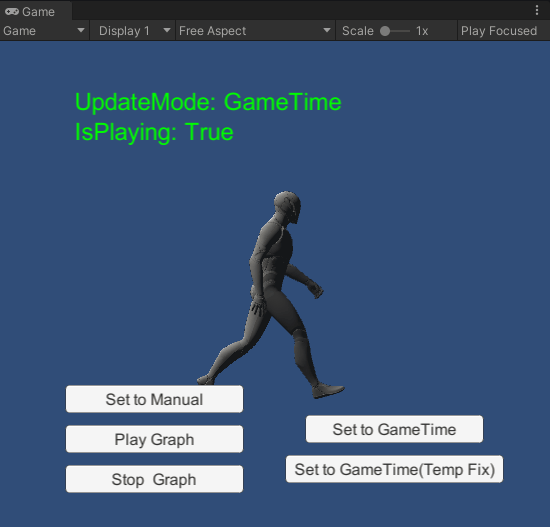 Game
Game Display 1 Free Aspect Scale 1x Play Focused
UpdateMode: GameTime
IsPlaying: True
Set to Manual
Play Graph
Stop Graph
Set to GameTime
Set to GameTime(Temp Fix)